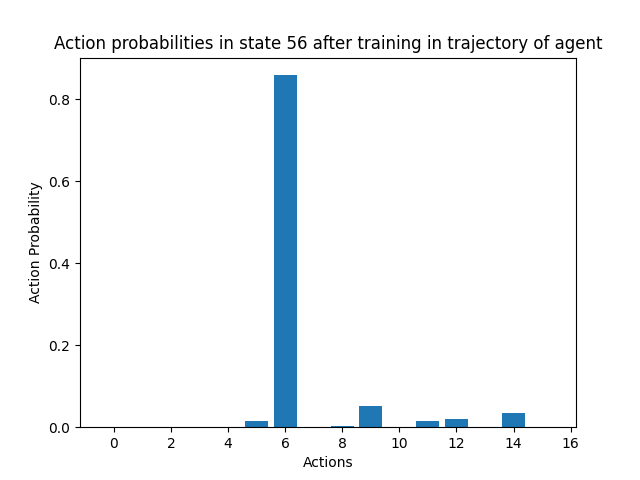 Action probabilities in state 56 after training in trajectory of agent
Action Probability
0.8
0.6
0.4
0.2
0.0
0 2 4 6 8 10 12 14 16
Actions